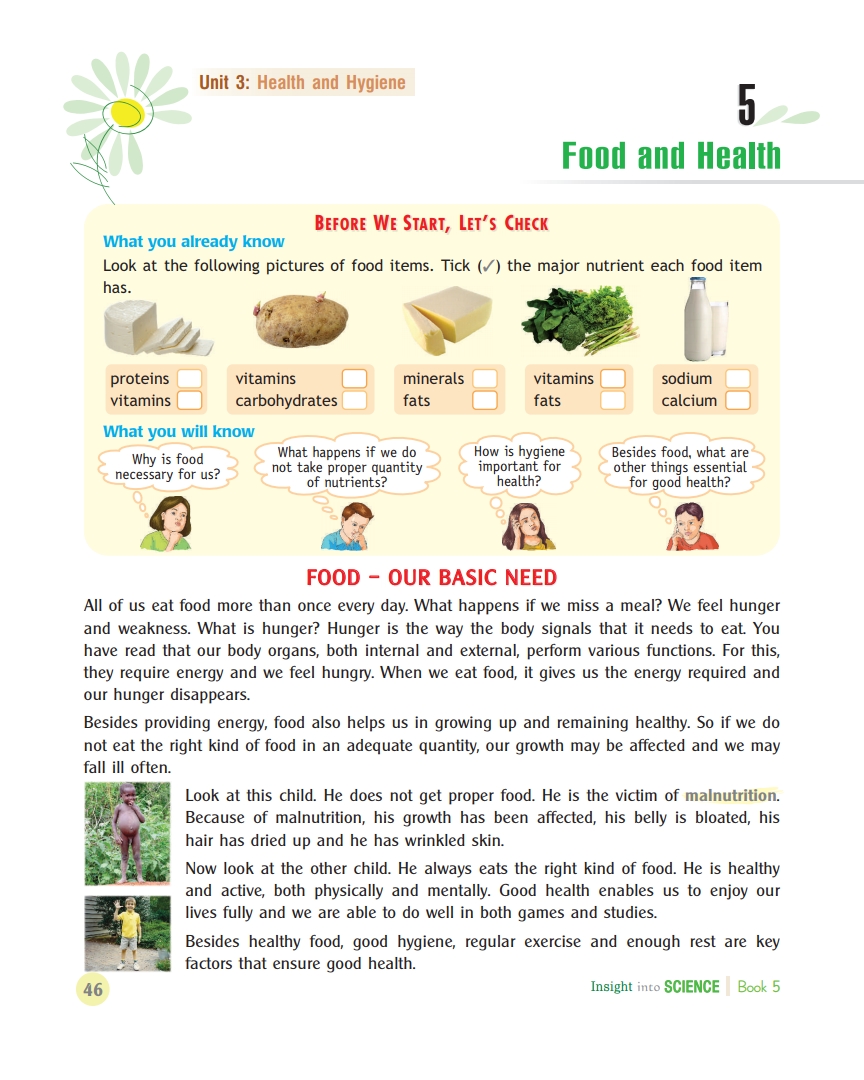 Unit 3: Health and Hygiene
5
Food and Health
BEFORE WE START, LET'S CHECK
What you already know
Look at the following pictures of food items. Tick (✓) the major nutrient each food item
has.
proteins
vitamins
vitamins
carbohydrates
minerals
fats
vitamins
fats
sodium
calcium
What you will know
Why is food
necessary for us?
What happens if we do
not take proper quantity
of nutrients?
How is hygiene
important for
health?
Besides food, what are
other things essential
for good health?
FOOD – OUR BASIC NEED
All of us eat food more than once every day. What happens if we miss a meal? We feel hunger
and weakness. What is hunger? Hunger is the way the body signals that it needs to eat. You
have read that our body organs, both internal and external, perform various functions. For this,
they require energy and we feel hungry. When we eat food, it gives us the energy required and
our hunger disappears.
Besides providing energy, food also helps us in growing up and remaining healthy. So if we do
not eat the right kind of food in an adequate quantity, our growth may be affected and we may
fall ill often.
Look at this child. He does not get proper food. He is the victim of malnutrition.
Because of malnutrition, his growth has been affected, his belly is bloated, his
hair has dried up and he has wrinkled skin.
Now look at the other child. He always eats the right kind of food. He is healthy
and active, both physically and mentally. Good health enables us to enjoy our
lives fully and we are able to do well in both games and studies.
Besides healthy food, good hygiene, regular exercise and enough rest are key
factors that ensure good health.
46
Insight into SCIENCE | Book 5